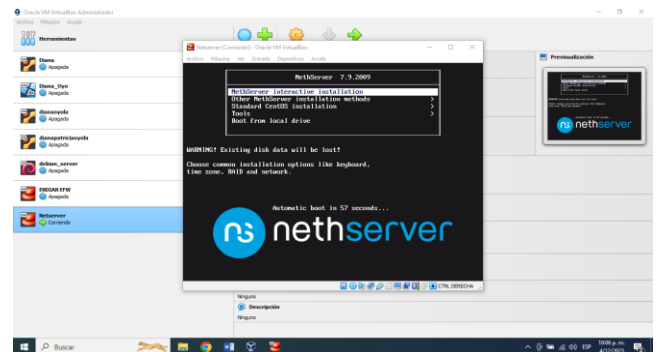 Oracle VM VirtualBox Administrador
Archivo Máquina Ayuda
Herramientas
Diana
Apagada
Diana_Oyo
Apagada
dianaoyola
Apagada
dianapatriciaoyola
Apagada
debian_server
Apagada
ENDIAN EFW
Apagada
Netserver
Corriendo
Netserver [Corriendo] - Oracle VM VirtualBox
Archivo Máquina Ver Entrada Dispositivos Ayuda
NethServer 7.9.2009
NethServer interactive installation
Other NethServer installation methods >
Standard CentOS installation >
Tools >
Boot from local drive
WARNING! Existing disk data will be lost!
Choose common installation options like keyboard,
time zone, RAID and network.
Automatic boot in 57 seconds...
ns nethserver
CTRL DERECHA
Previsualización
ns nethserver
Ninguno
Descripción
Ninguno
Buscar
ESP
10:06 p. m.
4/12/2023